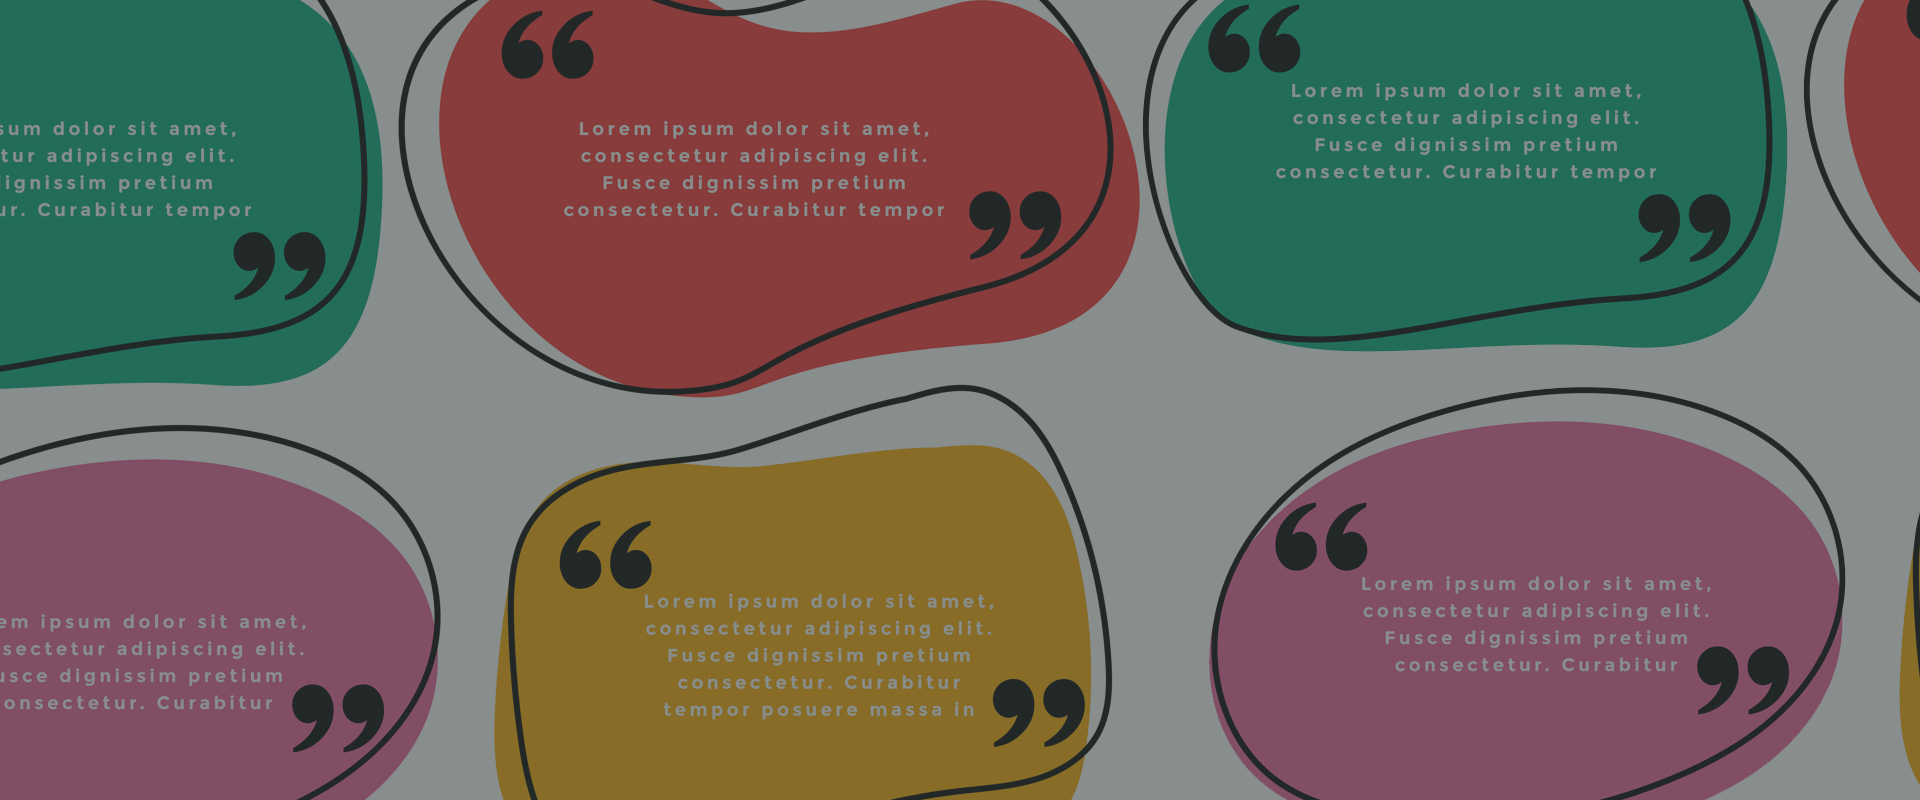 sum dolor sit amet,
tur adipiscing elit.
ignissim pretium
ur. Curabitur tempor
“
Lorem ipsum dolor sit amet,
consectetur adipiscing elit.
Fusce dignissim pretium
consectetur. Curabitur tempor
”
“
Lorem ipsum dolor sit amet,
consectetur adipiscing elit.
Fusce dignissim pretium
consectetur. Curabitur tempor
”
em ipsum dolor sit amet,
sectetur adipiscing elit.
usce dignissim pretium
onsectetur. Curabitur
”
“
Lorem ipsum dolor sit amet,
consectetur adipiscing elit.
Fusce dignissim pretium
consectetur. Curabitur
tempor posuere massa in
”
“
Lorem ipsum dolor sit amet,
consectetur adipiscing elit.
Fusce dignissim pretium
consectetur. Curabitur
”